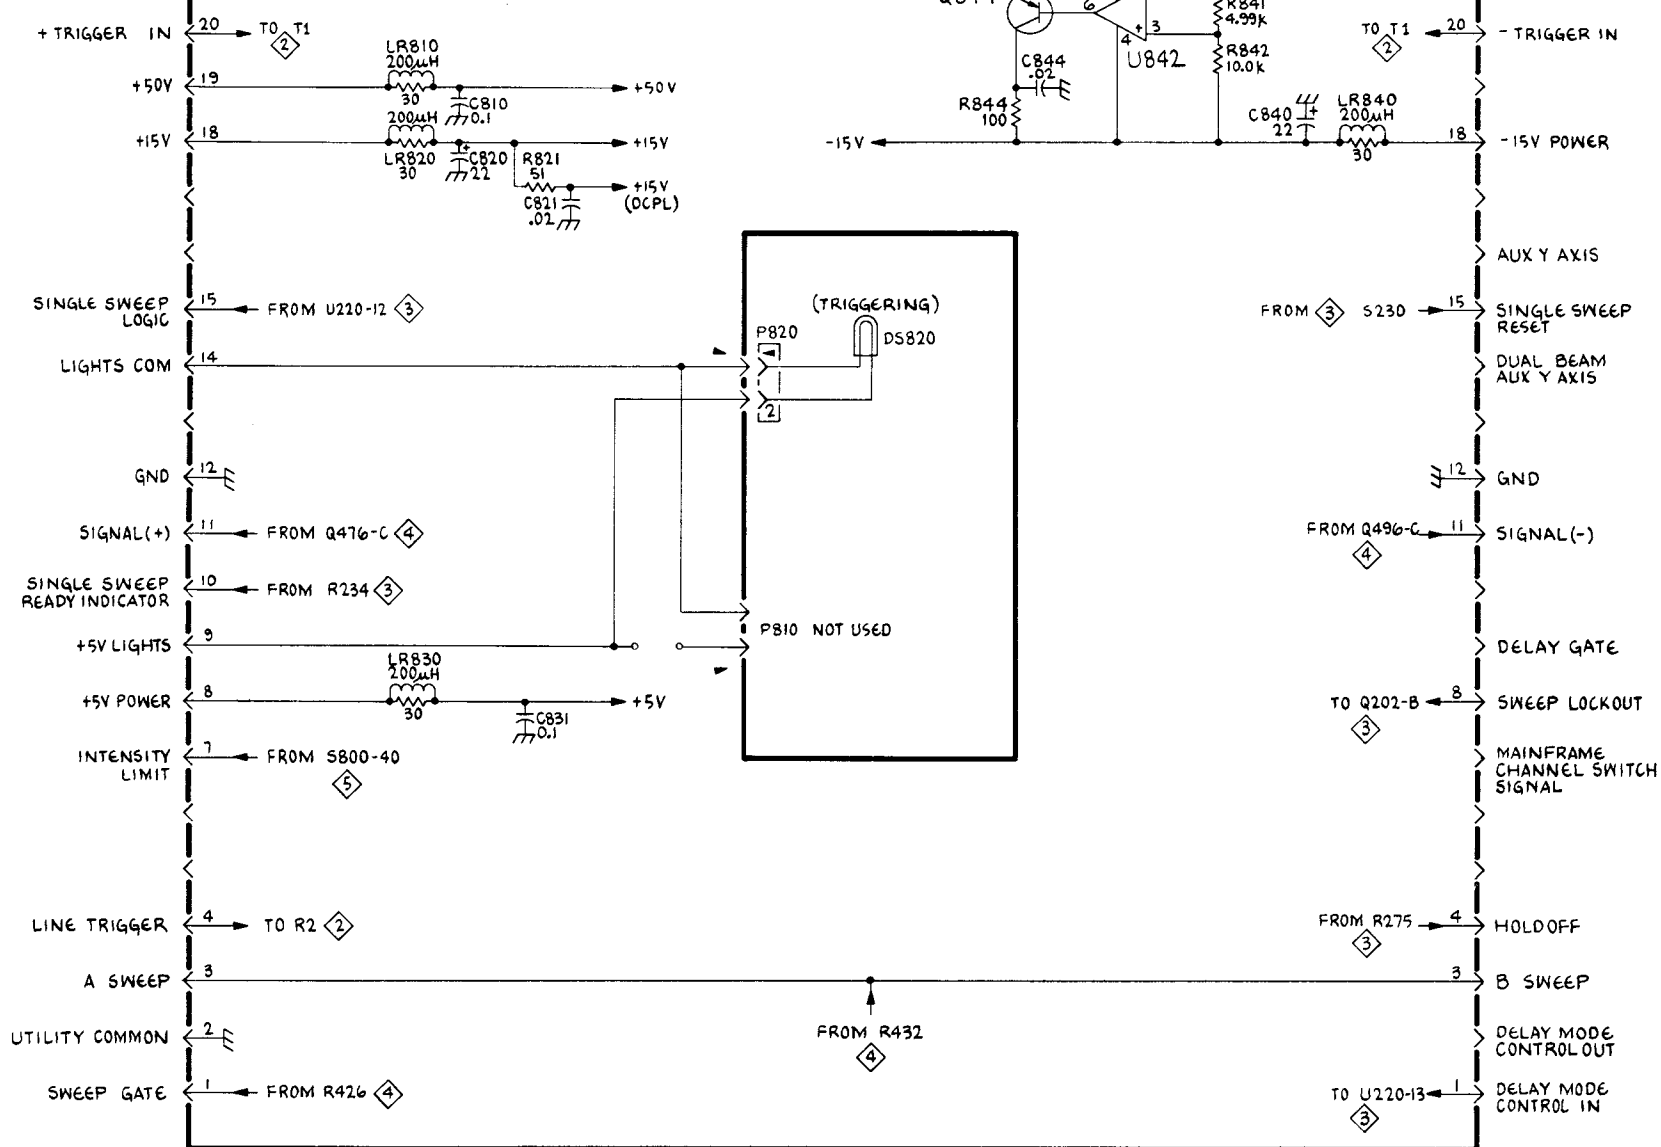 + TRIGGER IN 20 TO T1
2
+50V 19
LR810
200µH
30
C810
0.1
+50V
+15V 18
200µH
LR820
30
C820
22
+15V
R821
51
C821
.02
+15V
(DCPL)
6
3
4
+
U842
R841
4.99K
R842
10.0K
C844
.02
R844
100
-15V
C840
22
+
LR840
200µH
30
TO T1 20 - TRIGGER IN
2
18 -15V POWER
AUX Y AXIS
SINGLE SWEEP
LOGIC
15 FROM U220-12 3
LIGHTS COM 14
(TRIGGERING)
P820
DS820
2
FROM 3 S230 15 SINGLE SWEEP
RESET
DUAL BEAM
AUX Y AXIS
GND 12
12 GND
SIGNAL(+) 11 FROM Q476-C 4
FROM Q496-C 11 SIGNAL(-)
4
SINGLE SWEEP
READY INDICATOR
10 FROM R234 3
+5V LIGHTS 9
P810 NOT USED
DELAY GATE
+5V POWER 8
LR830
200µH
30
C831
0.1
+5V
TO Q202-B 8 SWEEP LOCKOUT
3
INTENSITY
LIMIT
7 FROM S800-40
5
MAINFRAME
CHANNEL SWITCH
SIGNAL
LINE TRIGGER 4 TO R2 2
FROM R275 4 HOLDOFF
3
A SWEEP 3
3 B SWEEP
FROM R432
4
UTILITY COMMON 2
DELAY MODE
CONTROL OUT
SWEEP GATE 1 FROM R426 4
TO U220-13 1 DELAY MODE
CONTROL IN
3